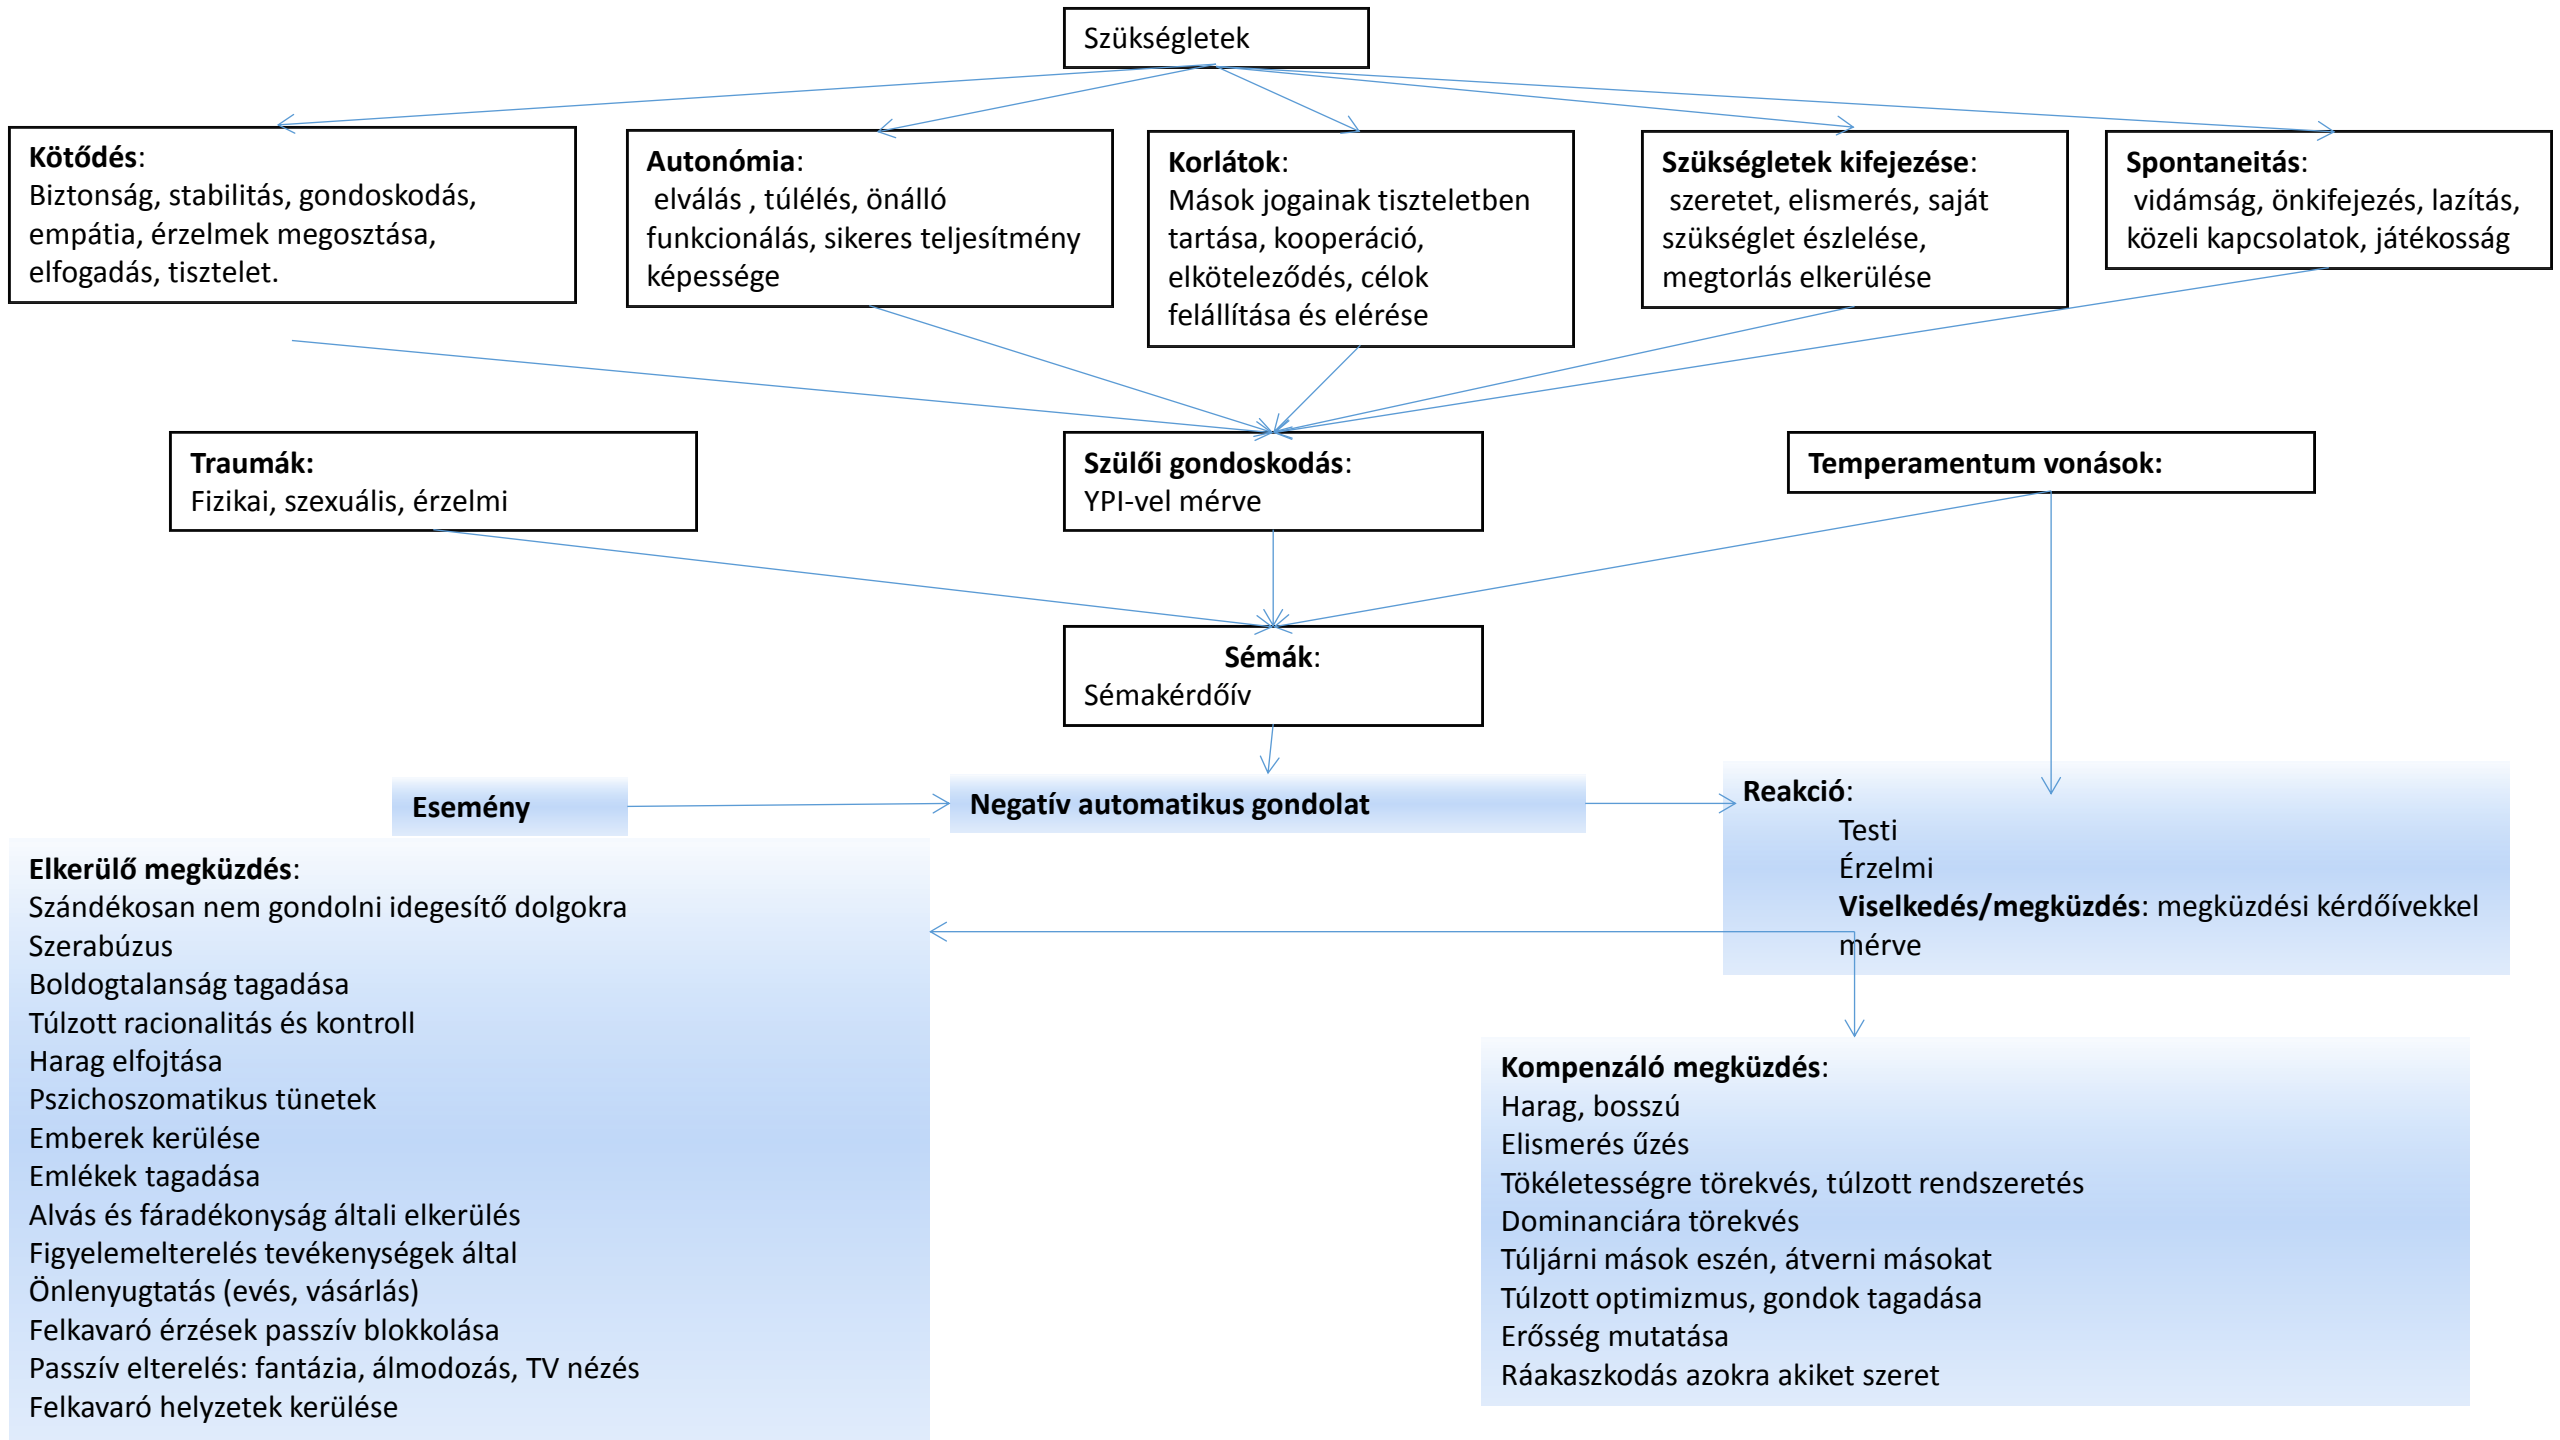 Szükségletek
Kötődés:
Biztonság, stabilitás, gondoskodás,
empátia, érzelmek megosztása,
elfogadás, tisztelet.
Autonómia:
elválás , túlélés, önálló
funkcionálás, sikeres teljesítmény
képessége
Korlátok:
Mások jogainak tiszteletben
tartása, kooperáció,
elköteleződés, célok
felállítása és elérése
Szükségletek kifejezése:
szeretet, elismerés, saját
szükséglet észlelése,
megtorlás elkerülése
Spontaneitás:
vidámság, önkifejezés, lazítás,
közeli kapcsolatok, játékosság
Traumák:
Fizikai, szexuális, érzelmi
Szülői gondoskodás:
YPI-vel mérve
Temperamentum vonások:
Sémák:
Sémakérdőív
Esemény
Negatív automatikus gondolat
Reakció:
Testi
Érzelmi
Viselkedés/megküzdés: megküzdési kérdőívekkel
mérve
Elkerülő megküzdés:
Szándékosan nem gondolni idegesítő dolgokra
Szerabúzus
Boldogtalanság tagadása
Túlzott racionalitás és kontroll
Harag elfojtása
Pszichoszomatikus tünetek
Emberek kerülése
Emlékek tagadása
Alvás és fáradékonyság általi elkerülés
Figyelemelterelés tevékenységek által
Önlenyugtatás (evés, vásárlás)
Felkavaró érzések passzív blokkolása
Passzív elterelés: fantázia, álmodozás, TV nézés
Felkavaró helyzetek kerülése
Kompenzáló megküzdés:
Harag, bosszú
Elismerés űzés
Tökéletességre törekvés, túlzott rendszeretés
Dominanciára törekvés
Túljárni mások eszén, átverni másokat
Túlzott optimizmus, gondok tagadása
Erősség mutatása
Ráakaszkodás azokra akiket szeret